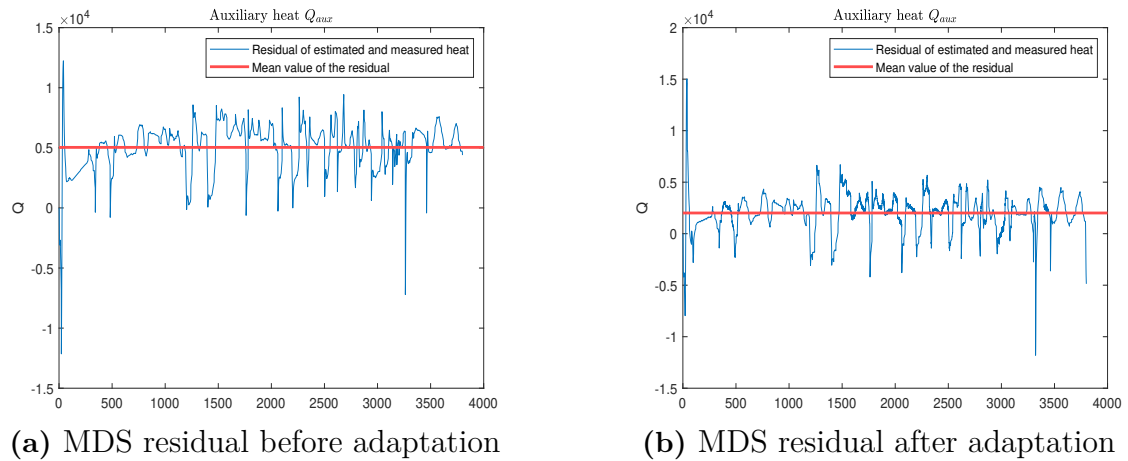 Auxiliary heat Q_aux
×10⁴
Residual of estimated and measured heat
Mean value of the residual
1.5
1
0.5
0
-0.5
-1
-1.5
Q
0 500 1000 1500 2000 2500 3000 3500 4000
(a) MDS residual before adaptation
Auxiliary heat Q_aux
×10⁴
Residual of estimated and measured heat
Mean value of the residual
2
1.5
1
0.5
0
-0.5
-1
-1.5
Q
0 500 1000 1500 2000 2500 3000 3500 4000
(b) MDS residual after adaptation